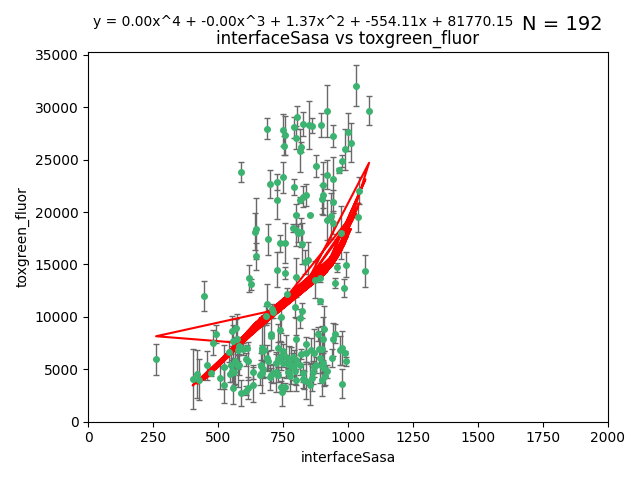 y = 0.00x^4 + -0.00x^3 + 1.37x^2 + -554.11x + 81770.15 N = 192
interfaceSasa vs toxgreen_fluor
35000
30000
25000
20000
15000
10000
5000
0
toxgreen_fluor
0 250 500 750 1000 1250 1500 1750 2000
interfaceSasa